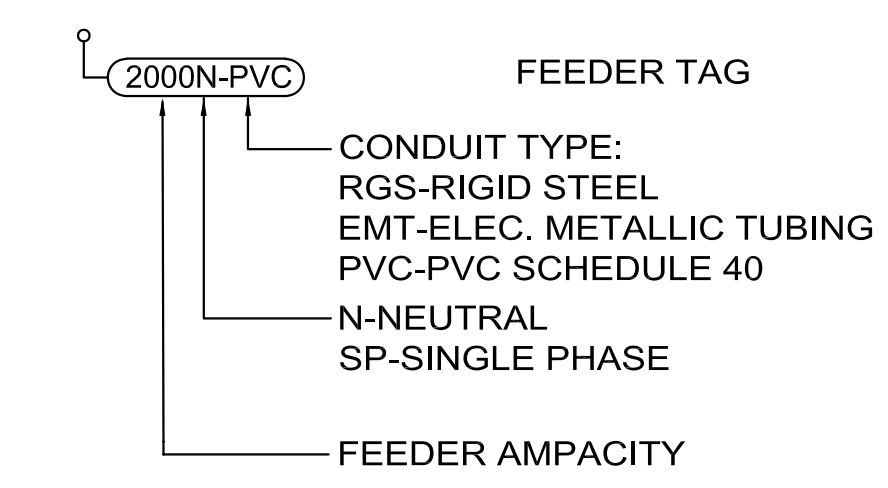 2000N-PVC
FEEDER TAG
CONDUIT TYPE:
RGS-RIGID STEEL
EMT-ELEC. METALLIC TUBING
PVC-PVC SCHEDULE 40
N-NEUTRAL
SP-SINGLE PHASE
FEEDER AMPACITY